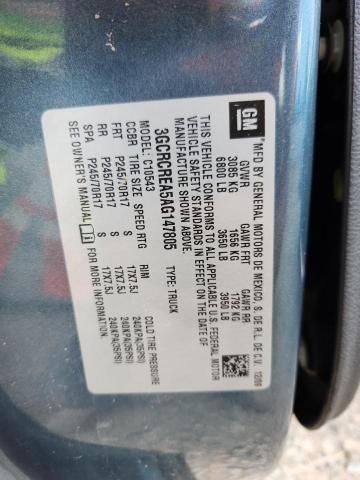 GM
MFD BY GENERAL MOTORS DE MEXICO, S. DE R.L. DE C.V. 12/09
GVWR GAWR FRT GAWR RR
3085 KG 1656 KG 1792 KG
6800 LB 3650 LB 3950 LB
THIS VEHICLE CONFORMS TO ALL APPLICABLE U.S. FEDERAL MOTOR
VEHICLE SAFETY STANDARDS IN EFFECT ON THE DATE OF
MANUFACTURE SHOWN ABOVE.
3GCRCREA5AG147805 TYPE: TRUCK
MODEL: C10543
CCBR TIRE SIZE SPEED RTG RIM COLD TIRE PRESSURE
FRT P245/70R17 S 17X7.5J 240KPA(35PSI)
RR P245/70R17 S 17X7.5J 240KPA(35PSI)
SPA P245/70R17 S 17X7.5J 240KPA(35PSI)
SEE OWNER'S MANUAL